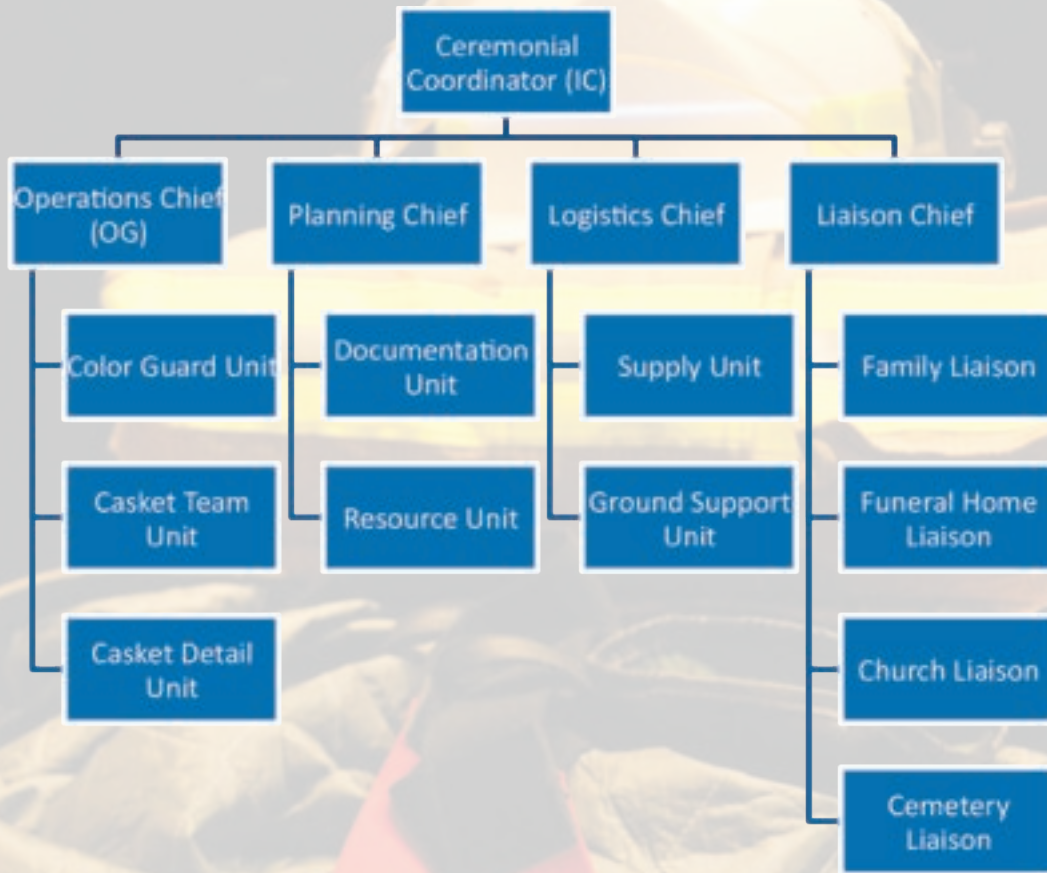 Ceremonial
Coordinator (IC)
Operations Chief
(OG)
Planning Chief
Logistics Chief
Liaison Chief
Color Guard Unit
Documentation
Unit
Supply Unit
Family Liaison
Casket Team
Unit
Resource Unit
Ground Support
Unit
Funeral Home
Liaison
Casket Detail
Unit
Church Liaison
Cemetery
Liaison